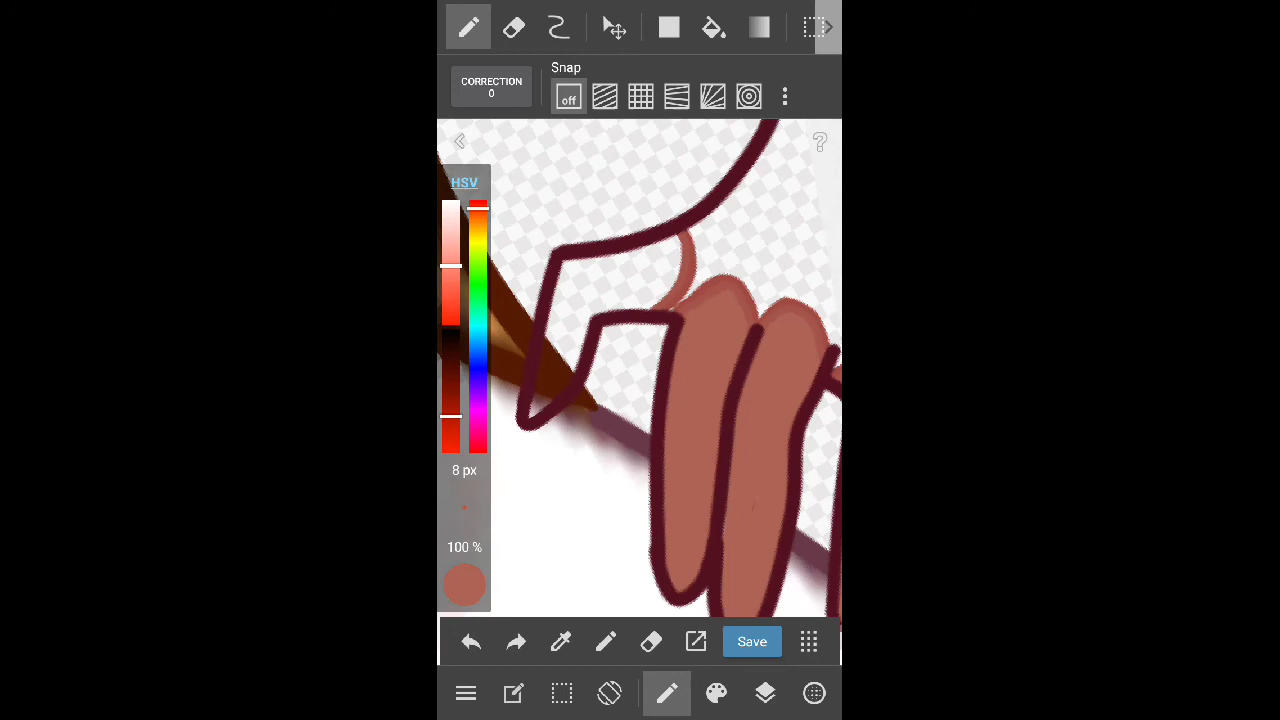 CORRECTION
0
Snap
off
?
HSV
8 px
100 %
Save